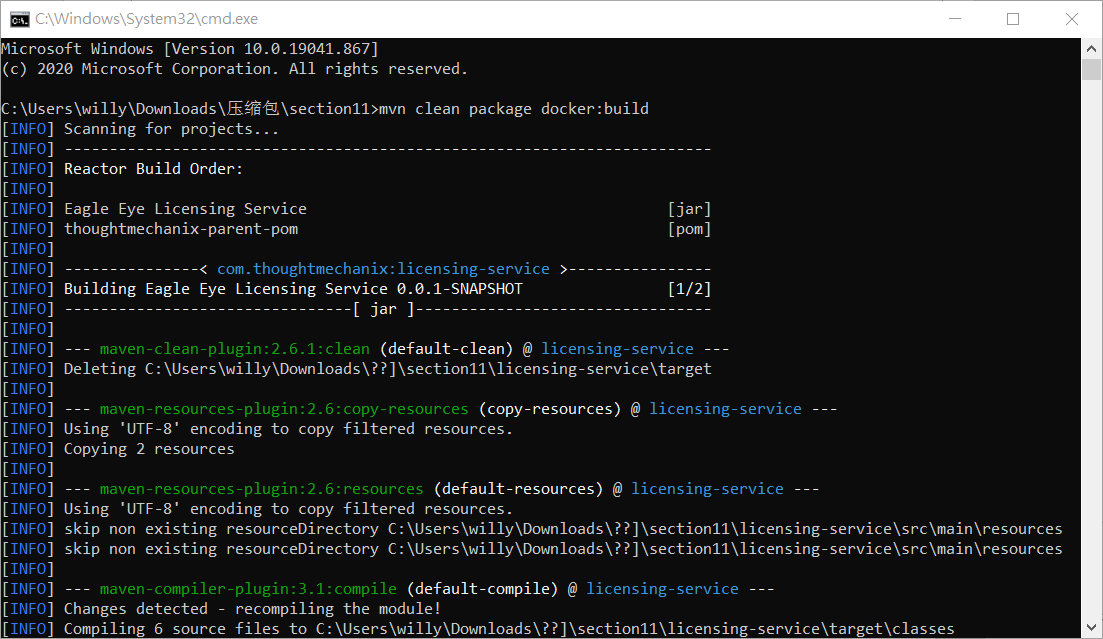 C:\Windows\System32\cmd.exe
Microsoft Windows [Version 10.0.19041.867]
(c) 2020 Microsoft Corporation. All rights reserved.
C:\Users\willy\Downloads\压缩包\section11>mvn clean package docker:build
[INFO] Scanning for projects...
[INFO] ------------------------------------------------------------------------
[INFO] Reactor Build Order:
[INFO]
[INFO] Eagle Eye Licensing Service                                        [jar]
[INFO] thoughtmechanix-parent-pom                                         [pom]
[INFO]
[INFO] ---------------< com.thoughtmechanix:licensing-service >----------------
[INFO] Building Eagle Eye Licensing Service 0.0.1-SNAPSHOT                [1/2]
[INFO] --------------------------------[ jar ]---------------------------------
[INFO]
[INFO] --- maven-clean-plugin:2.6.1:clean (default-clean) @ licensing-service ---
[INFO] Deleting C:\Users\willy\Downloads\??]\section11\licensing-service\target
[INFO]
[INFO] --- maven-resources-plugin:2.6:copy-resources (copy-resources) @ licensing-service ---
[INFO] Using 'UTF-8' encoding to copy filtered resources.
[INFO] Copying 2 resources
[INFO]
[INFO] --- maven-resources-plugin:2.6:resources (default-resources) @ licensing-service ---
[INFO] Using 'UTF-8' encoding to copy filtered resources.
[INFO] skip non existing resourceDirectory C:\Users\willy\Downloads\??]\section11\licensing-service\src\main\resources
[INFO] skip non existing resourceDirectory C:\Users\willy\Downloads\??]\section11\licensing-service\src\main\resources
[INFO]
[INFO] --- maven-compiler-plugin:3.1:compile (default-compile) @ licensing-service ---
[INFO] Changes detected - recompiling the module!
[INFO] Compiling 6 source files to C:\Users\willy\Downloads\??]\section11\licensing-service\target\classes